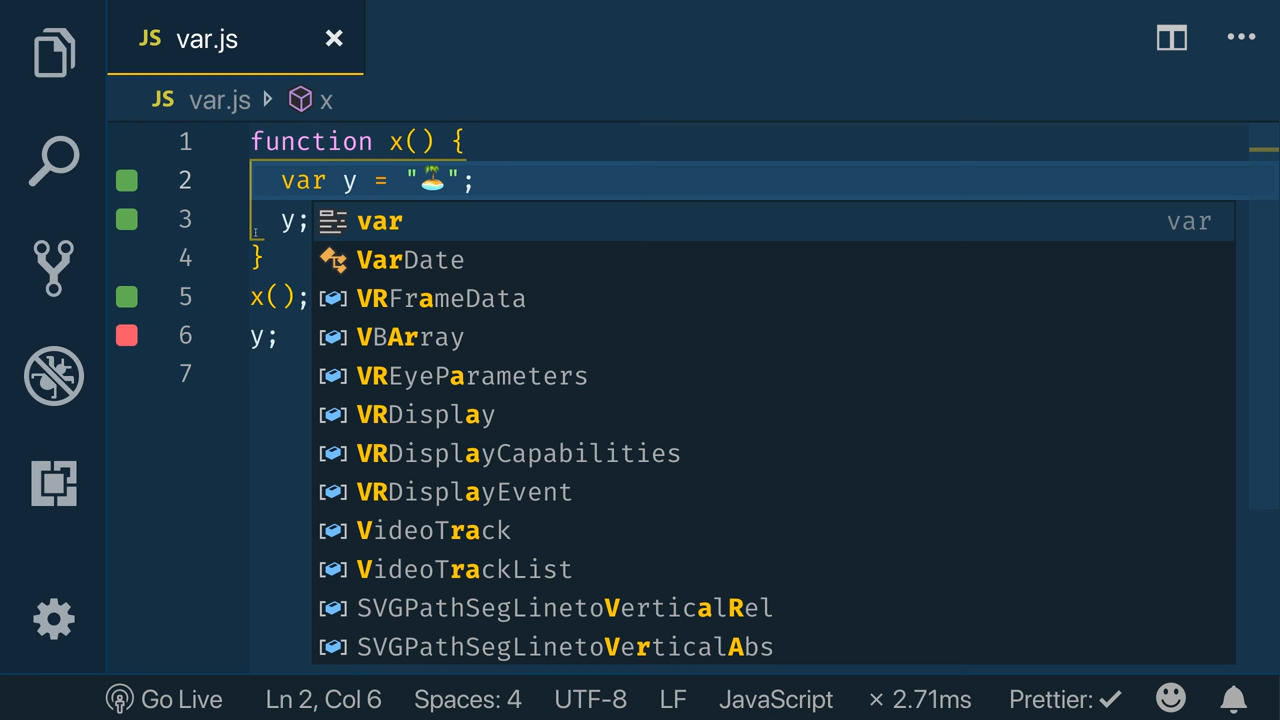 JS var.js ×
JS var.js x
1 function x() {
2 var y = "🏝️";
3 y;
4 }
5 x();
6 y;
7
var var
VarDate
VRFrameData
VBArray
VREyeParameters
VRDisplay
VRDisplayCapabilities
VRDisplayEvent
VideoTrack
VideoTrackList
SVGPathSegLinetoVerticalRel
SVGPathSegLinetoVerticalAbs
Go Live Ln 2, Col 6 Spaces: 4 UTF-8 LF JavaScript × 2.71ms Prettier: ✓